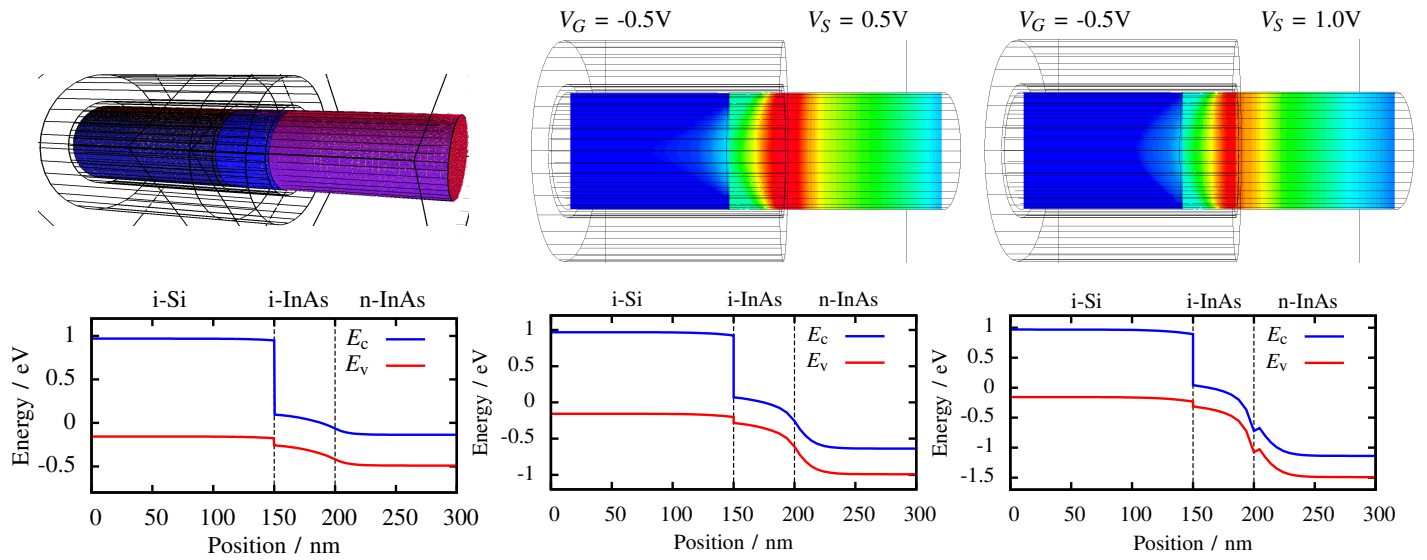 V_G = -0.5V V_S = 0.5V
V_G = -0.5V V_S = 1.0V
i-Si i-InAs n-InAs
E_c
E_v
1
0.5
0
-0.5
Energy / eV
0 50 100 150 200 250 300
Position / nm
i-Si i-InAs n-InAs
E_c
E_v
1
0.5
0
-0.5
-1
Energy / eV
0 50 100 150 200 250 300
Position / nm
i-Si i-InAs n-InAs
E_c
E_v
1
0.5
0
-0.5
-1
-1.5
Energy / eV
0 50 100 150 200 250 300
Position / nm